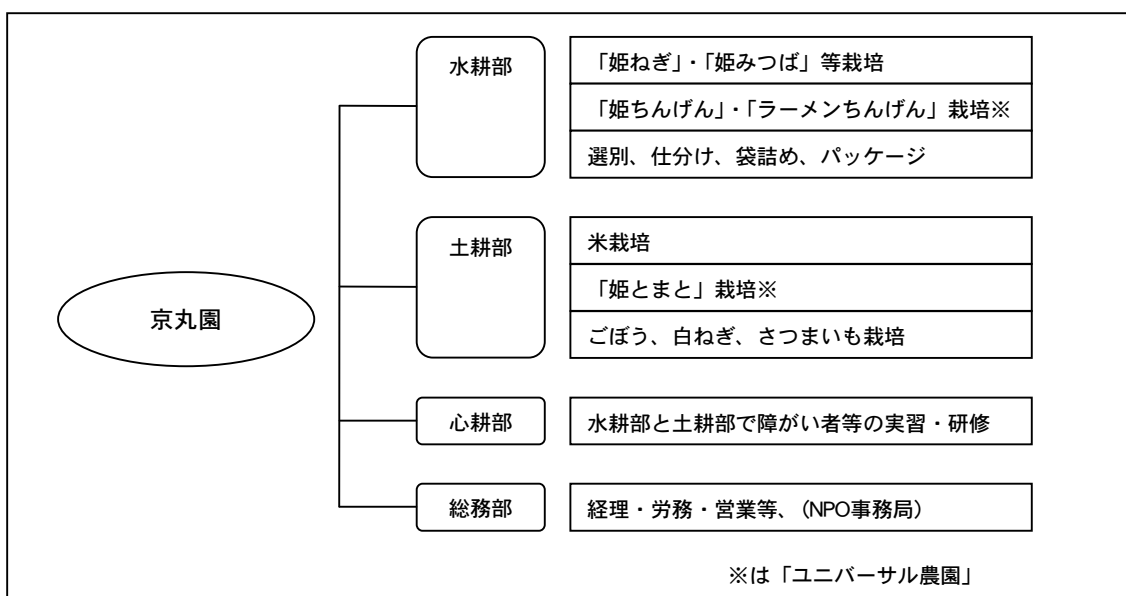 京丸園
水耕部
「姫ねぎ」・「姫みつば」等栽培
「姫ちんげん」・「ラーメンちんげん」栽培※
選別、仕分け、袋詰め、パッケージ
土耕部
米栽培
「姫とまと」栽培※
ごぼう、白ねぎ、さつまいも栽培
心耕部
水耕部と土耕部で障がい者等の実習・研修
総務部
経理・労務・営業等、（NPO事務局）
※は「ユニバーサル農園」